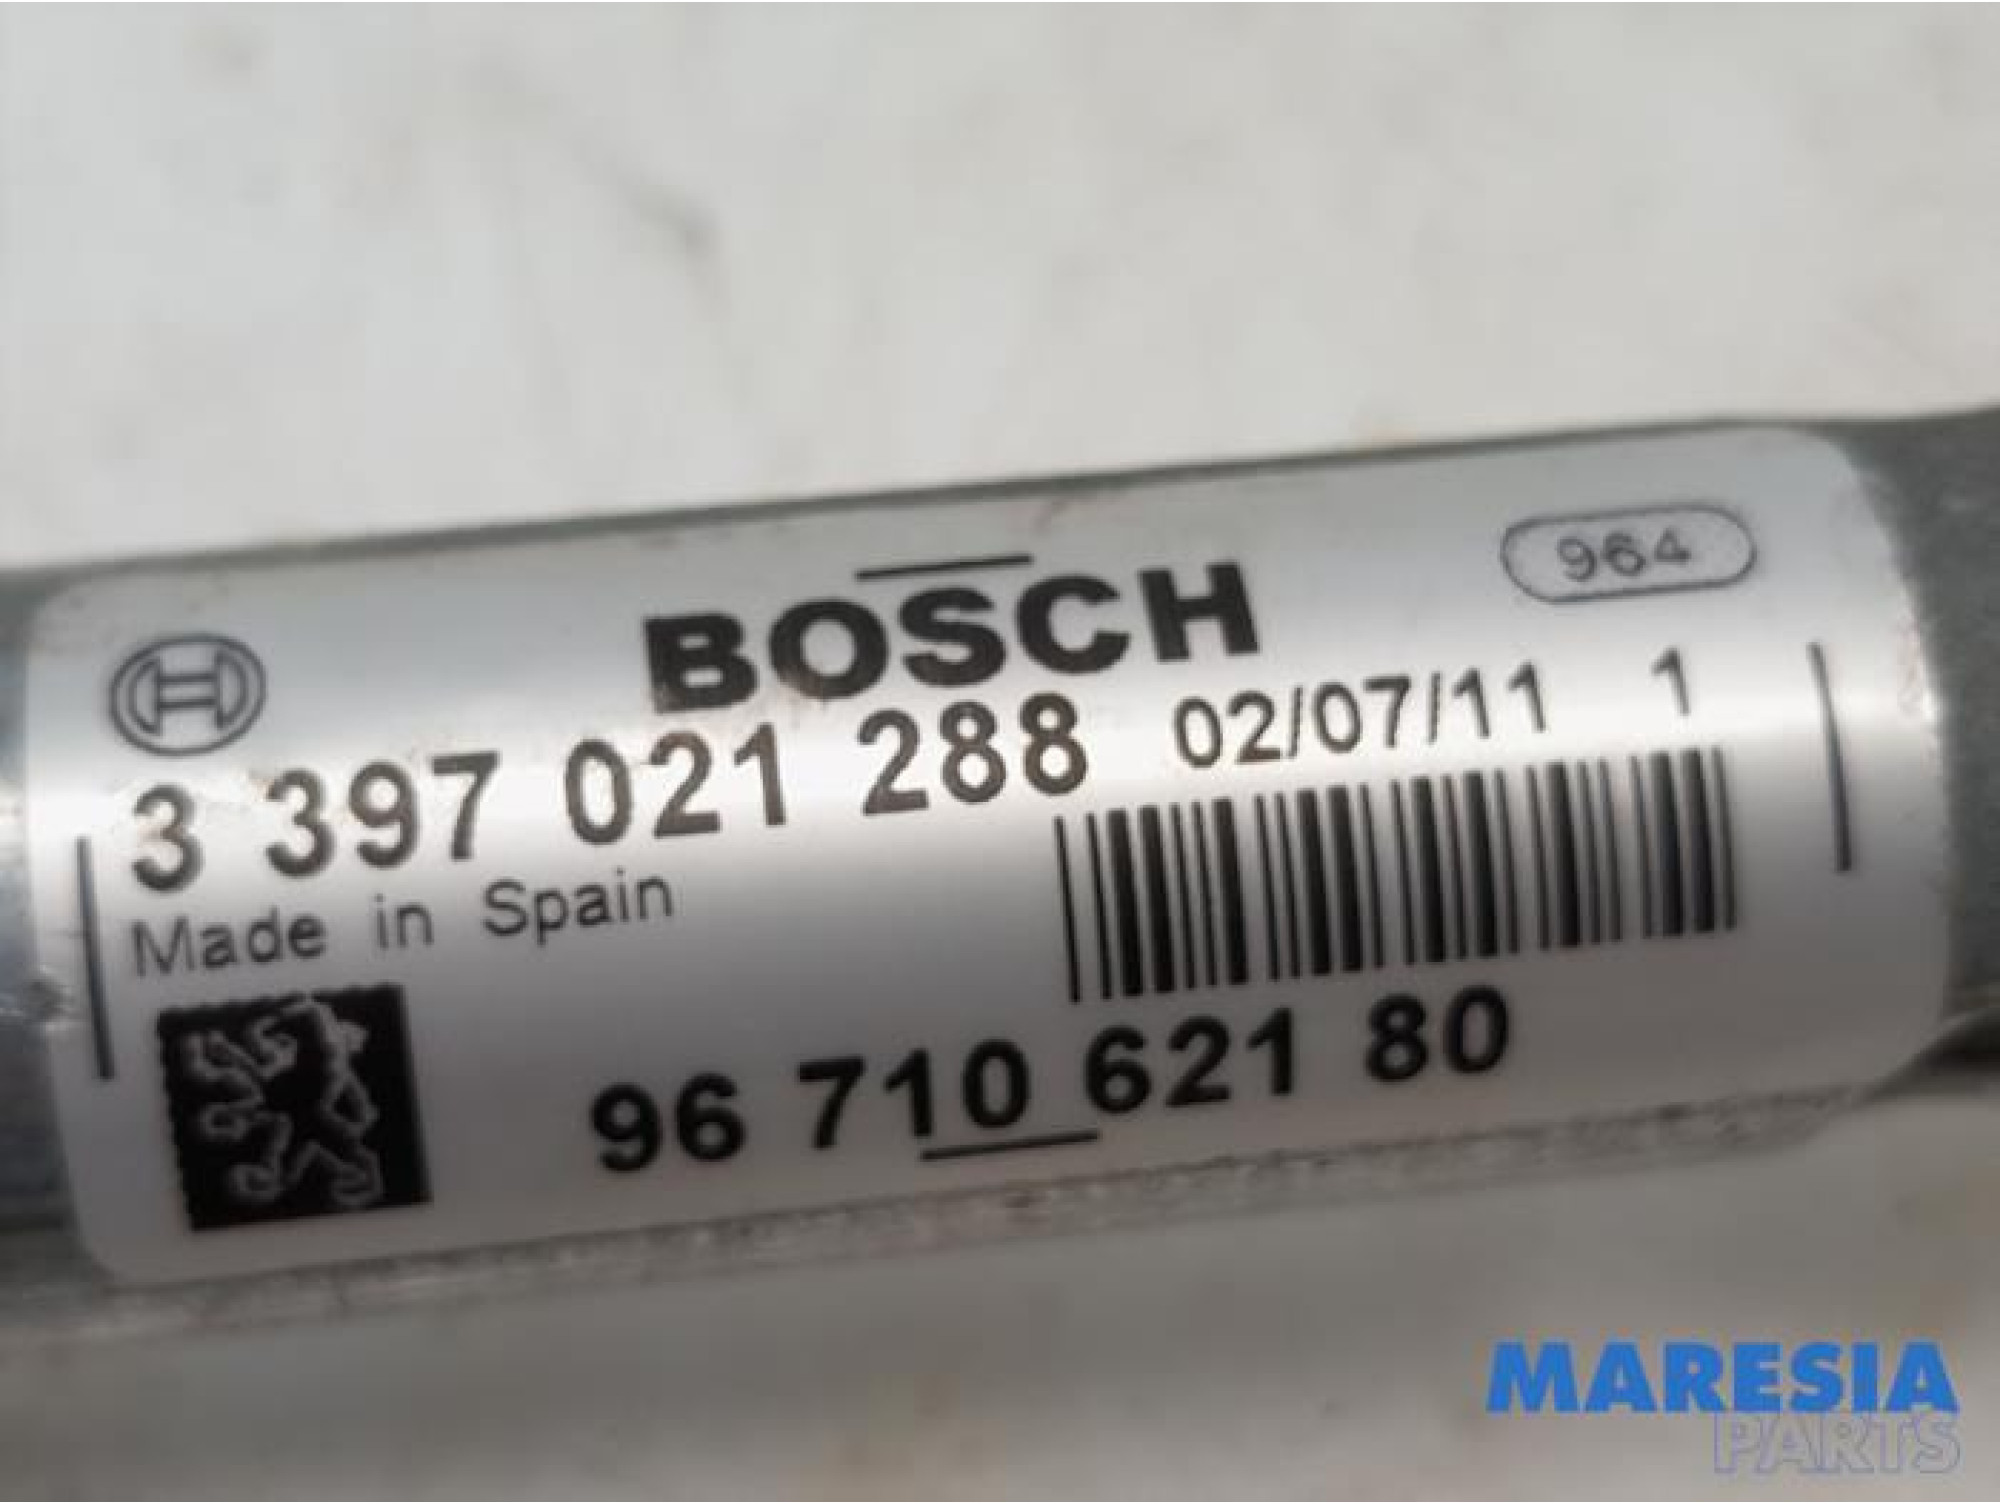 964
BOSCH
3 397 021 288 02/07/11 1
Made in Spain
96 710 621 80
MARESIA
PARTS